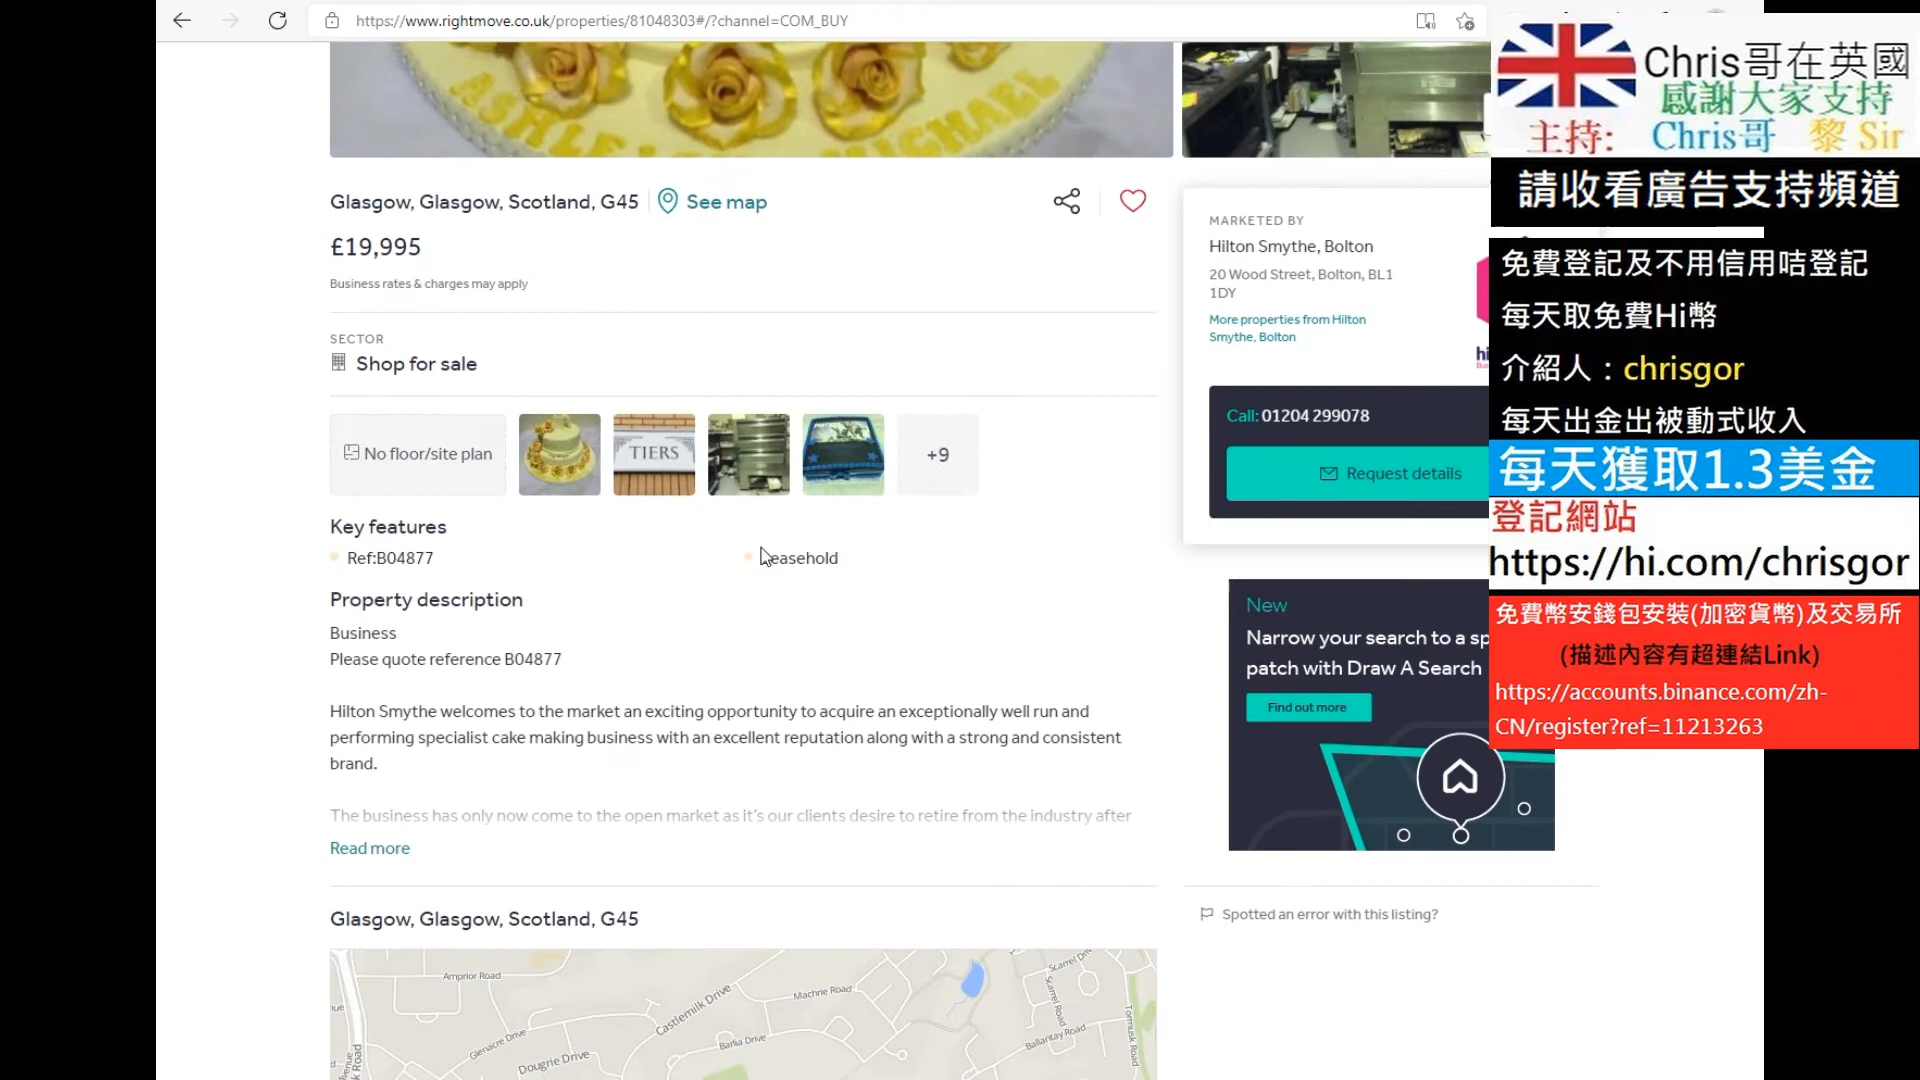 https://www.rightmove.co.uk/properties/81048303#/?channel=COM_BUY
Glasgow, Glasgow, Scotland, G45
See map
£19,995
Business rates & charges may apply
SECTOR
Shop for sale
No floor/site plan
TIERS
+9
Key features
Ref:B04877
Leasehold
Property description
Business
Please quote reference B04877
Hilton Smythe welcomes to the market an exciting opportunity to acquire an exceptionally well run and
performing specialist cake making business with an excellent reputation along with a strong and consistent
brand.
The business has only now come to the open market as it's our clients desire to retire from the industry after
Read more
Glasgow, Glasgow, Scotland, G45
Amprior Road
Castlemilk Drive
Machrie Road
Scarrel Dr
Scarrel Road
Glenacre Drive
Dougrie Drive
Barlia Drive
Ballantay Road
Tormusk Road
MARKETED BY
Hilton Smythe, Bolton
20 Wood Street, Bolton, BL1
1DY
More properties from Hilton
Smythe, Bolton
Call: 01204 299078
Request details
New
Narrow your search to a sp
patch with Draw A Search
Find out more
Spotted an error with this listing?
Chris哥在英國
感謝大家支持
主持: Chris哥 黎 Sir
請收看廣告支持頻道
免費登記及不用信用咭登記
每天取免費Hi幣
介紹人：chrisgor
每天出金出被動式收入
每天獲取1.3美金
登記網站
https://hi.com/chrisgor
免費幣安錢包安裝(加密貨幣)及交易所
(描述內容有超連結Link)
https://accounts.binance.com/zh-
CN/register?ref=11213263